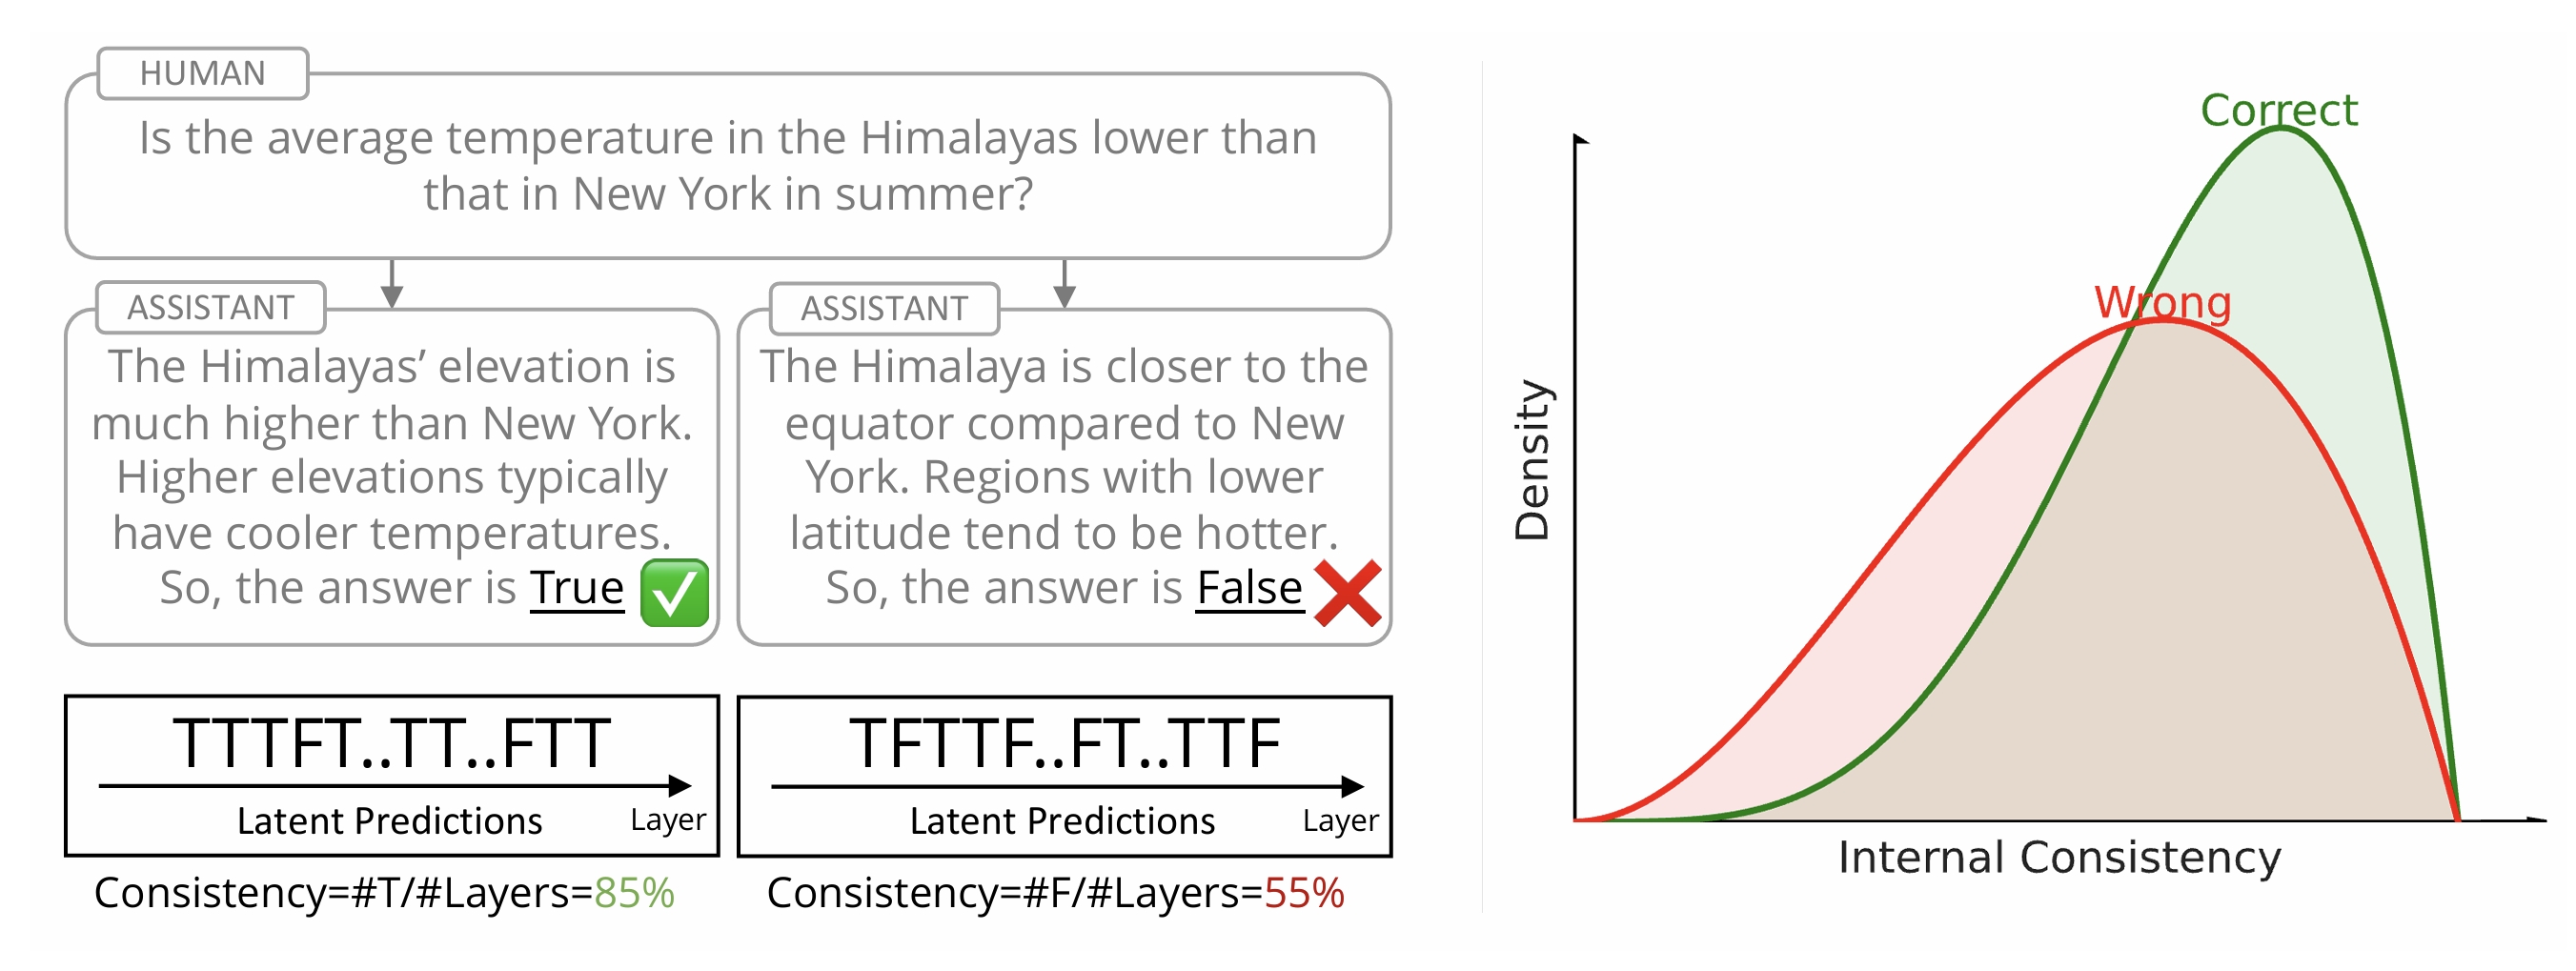 HUMAN
Is the average temperature in the Himalayas lower than
that in New York in summer?
ASSISTANT
The Himalayas’ elevation is
much higher than New York.
Higher elevations typically
have cooler temperatures.
So, the answer is True
ASSISTANT
The Himalaya is closer to the
equator compared to New
York. Regions with lower
latitude tend to be hotter.
So, the answer is False
TTTFT..TT..FTT
Latent Predictions
Layer
Consistency=#T/#Layers=85%
TFTTF..FT..TTF
Latent Predictions
Layer
Consistency=#F/#Layers=55%
Correct
Wrong
Density
Internal Consistency